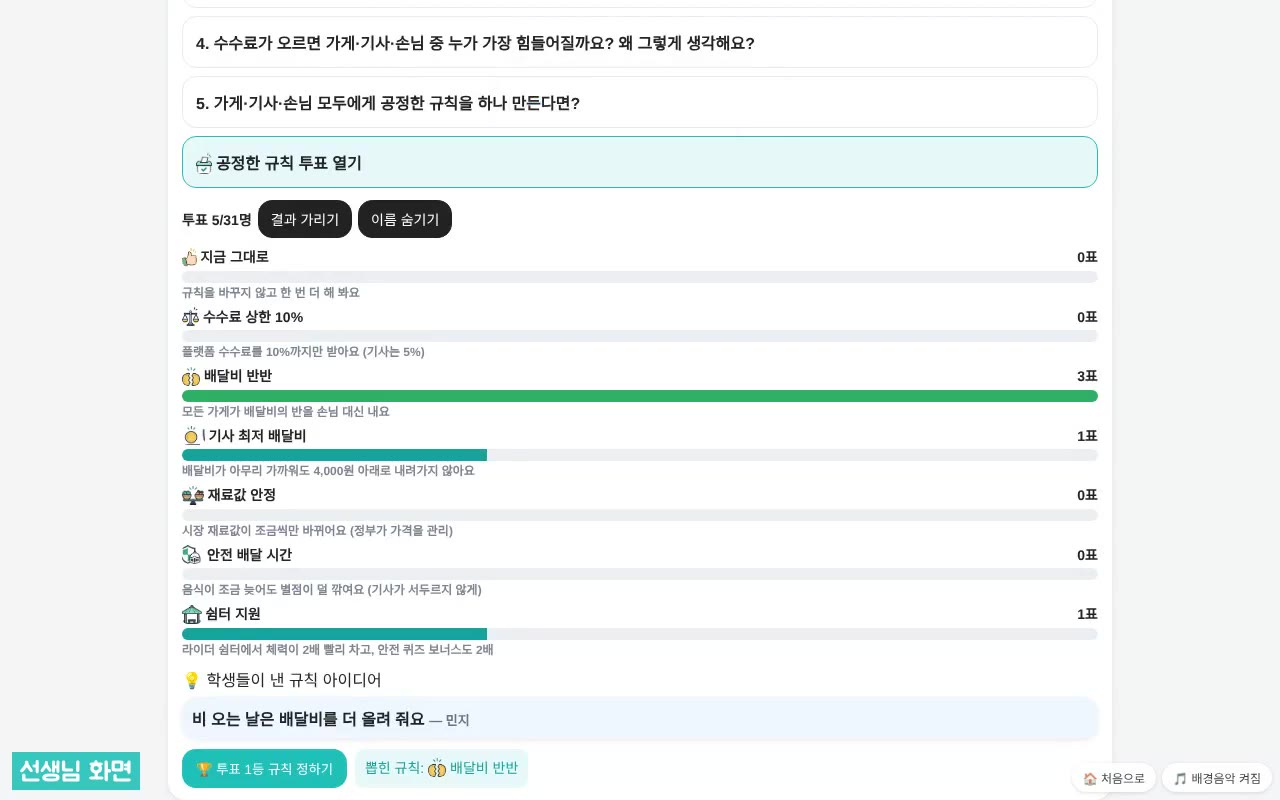 4. 수수료가 오르면 가게·기사·손님 중 누가 가장 힘들어질까요? 왜 그렇게 생각해요?
5. 가게·기사·손님 모두에게 공정한 규칙을 하나 만든다면?
공정한 규칙 투표 열기
투표 5/31명 결과 가리기 이름 숨기기
지금 그대로 0표
규칙을 바꾸지 않고 한 번 더 해 봐요
수수료 상한 10% 0표
플랫폼 수수료를 10%까지만 받아요 (기사는 5%)
배달비 반반 3표
모든 가게가 배달비의 반을 손님 대신 내요
기사 최저 배달비 1표
배달비가 아무리 가까워도 4,000원 아래로 내려가지 않아요
재료값 안정 0표
시장 재료값이 조금씩만 바뀌어요 (정부가 가격을 관리)
안전 배달 시간 0표
음식이 조금 늦어도 별점이 덜 깎여요 (기사가 서두르지 않게)
쉼터 지원 1표
라이더 쉼터에서 체력이 2배 빨리 차고, 안전 퀴즈 보너스도 2배
💡 학생들이 낸 규칙 아이디어
비 오는 날은 배달비를 더 올려 줘요 — 민지
🏆 투표 1등 규칙 정하기 뽑힌 규칙: 배달비 반반
선생님 화면
🏠 처음으로 🎵 배경음악 켜짐